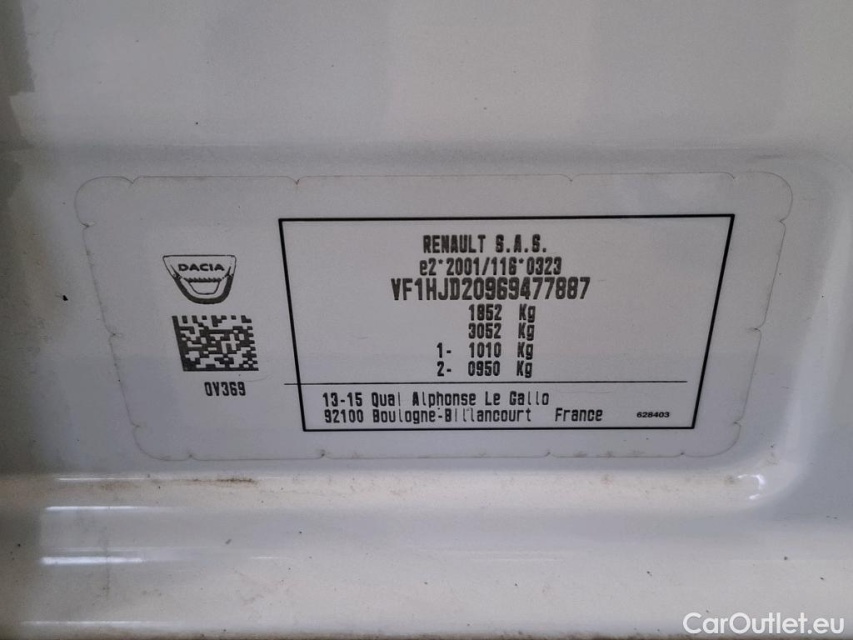 DACIA
0V369
RENAULT S.A.S.
e2*2001/116*0323
VF1HJD20969477887
1852 Kg
3052 Kg
1- 1010 Kg
2- 0950 Kg
13-15 Quai Alphonse Le Gallo
92100 Boulogne-Billancourt France
628403
CarOutlet.eu